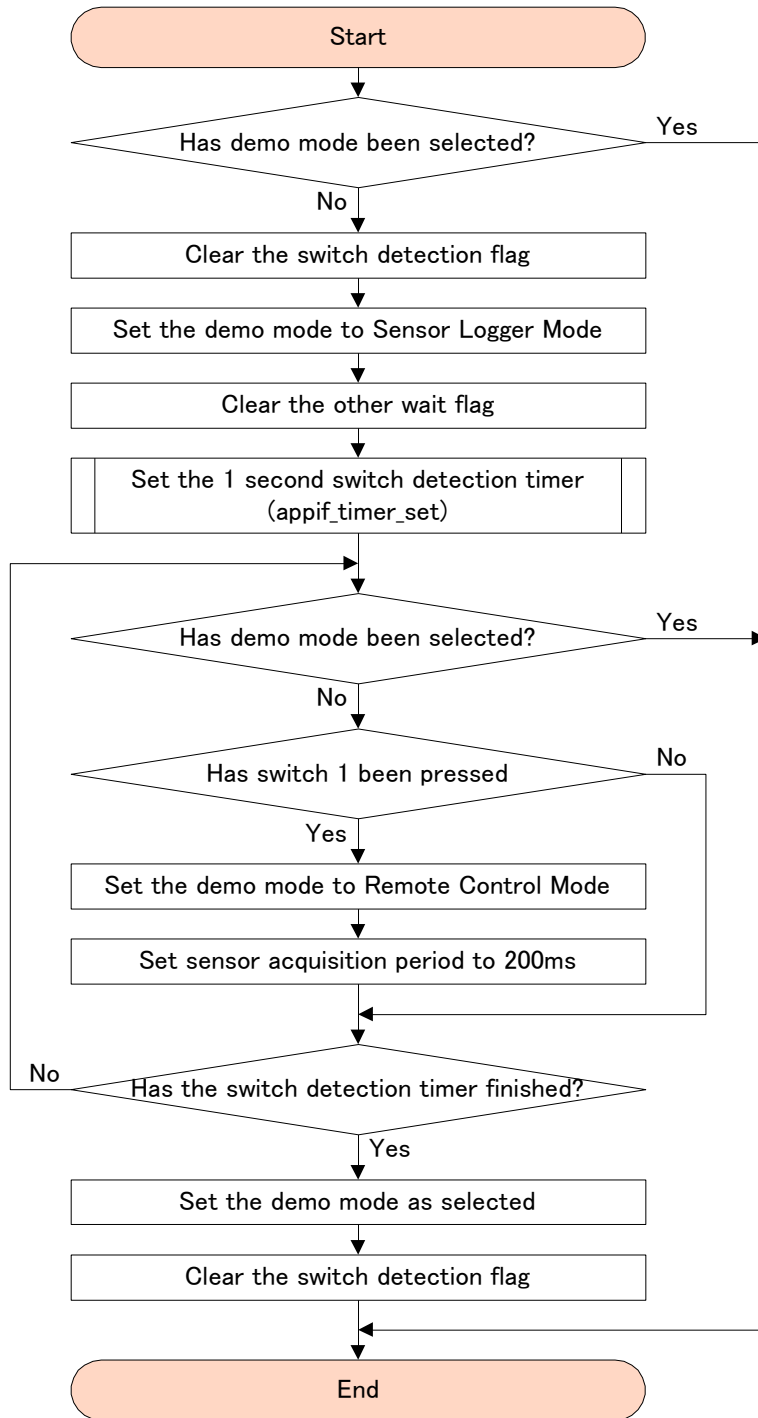 Start
Has demo mode been selected?
Yes
No
Clear the switch detection flag
Set the demo mode to Sensor Logger Mode
Clear the other wait flag
Set the 1 second switch detection timer
(appif_timer_set)
Has demo mode been selected?
Yes
No
Has switch 1 been pressed
No
Yes
Set the demo mode to Remote Control Mode
Set sensor acquisition period to 200ms
No
Has the switch detection timer finished?
Yes
Set the demo mode as selected
Clear the switch detection flag
End